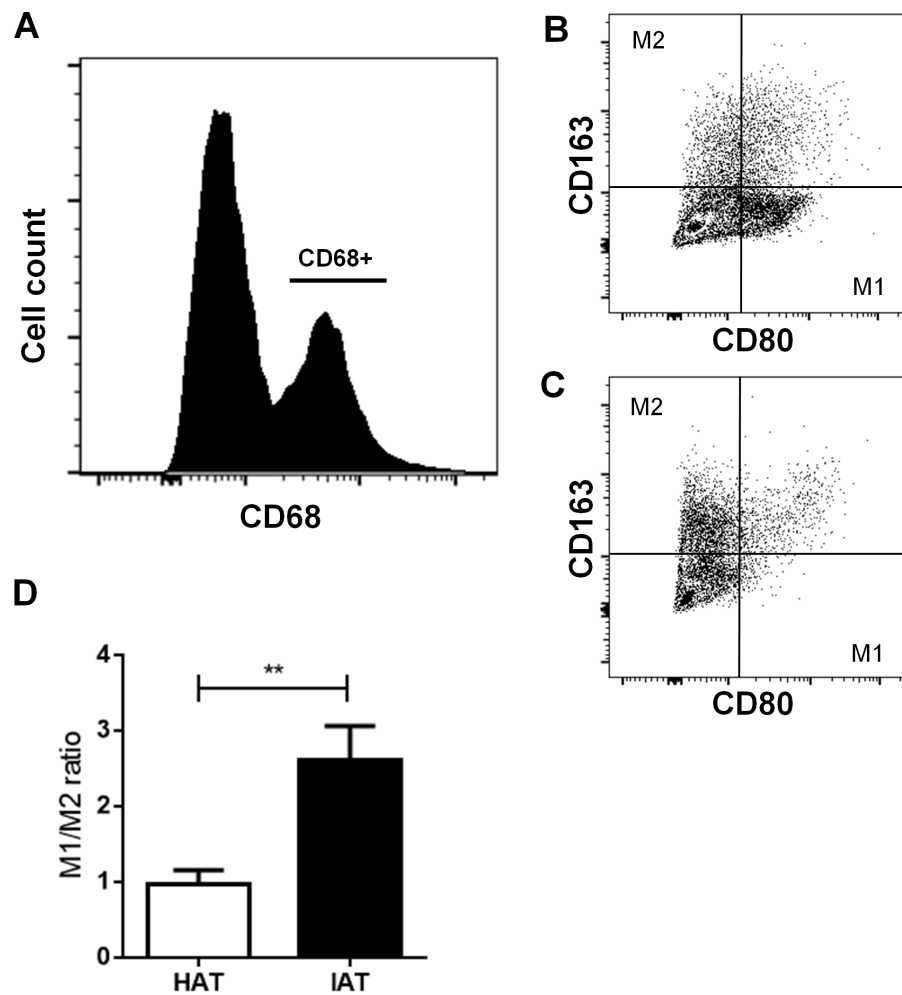 A
Cell count
CD68+
CD68
B
M2
CD163
M1
CD80
C
M2
CD163
M1
CD80
D
M1/M2 ratio
4
3
2
1
0
**
HAT
IAT